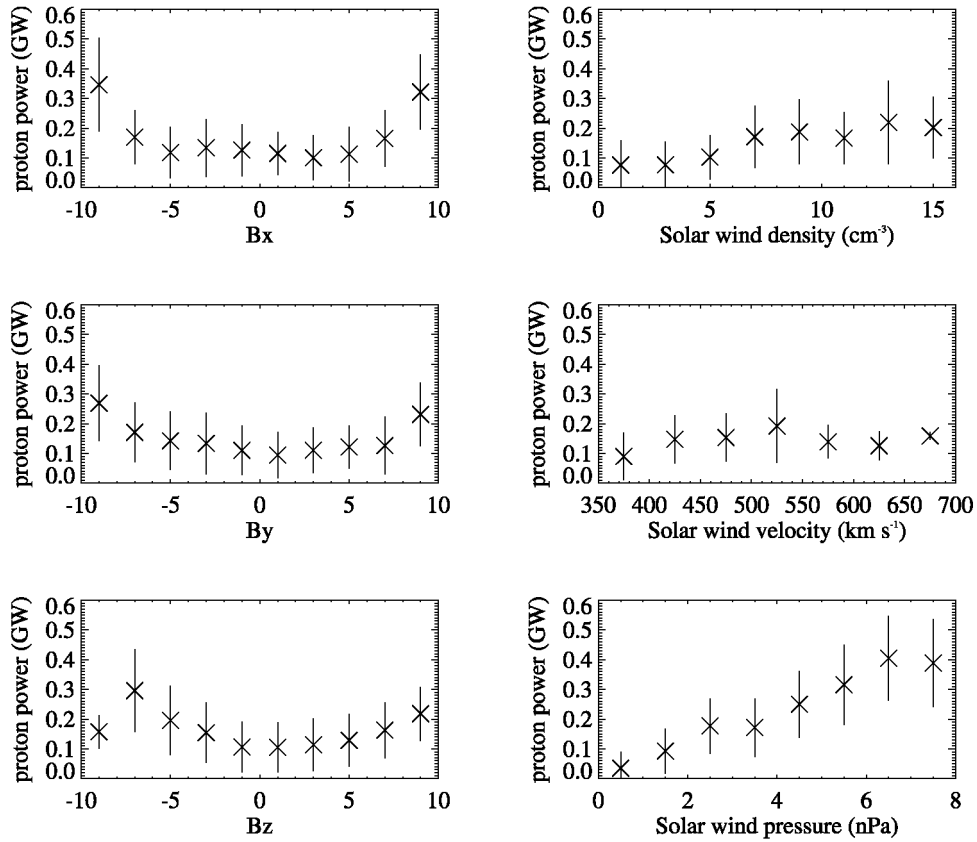 proton power (GW)
0.6
0.5
0.4
0.3
0.2
0.1
0.0
-10 -5 0 5 10
Bx
proton power (GW)
0.6
0.5
0.4
0.3
0.2
0.1
0.0
0 5 10 15
Solar wind density (cm⁻³)
proton power (GW)
0.6
0.5
0.4
0.3
0.2
0.1
0.0
-10 -5 0 5 10
By
proton power (GW)
0.6
0.5
0.4
0.3
0.2
0.1
0.0
350 400 450 500 550 600 650 700
Solar wind velocity (km s⁻¹)
proton power (GW)
0.6
0.5
0.4
0.3
0.2
0.1
0.0
-10 -5 0 5 10
Bz
proton power (GW)
0.6
0.5
0.4
0.3
0.2
0.1
0.0
0 2 4 6 8
Solar wind pressure (nPa)